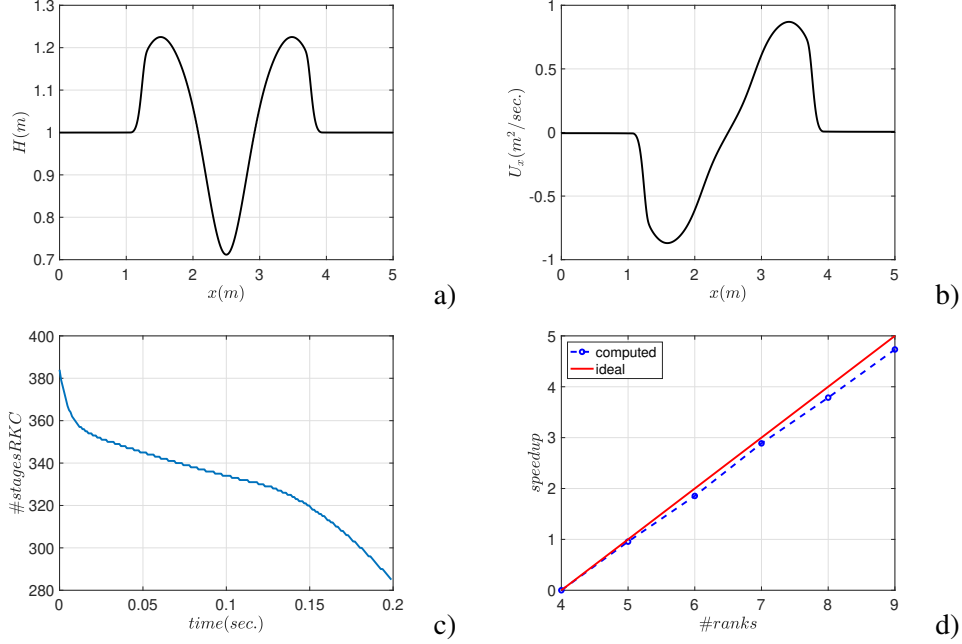 1.3
1.2
1.1
1
0.9
0.8
0.7
H(m)
0 1 2 3 4 5
x(m)
a)
1
0.5
0
-0.5
-1
U_x(m^2/sec.)
0 1 2 3 4 5
x(m)
b)
400
380
360
340
320
300
280
#stagesRKC
0 0.05 0.1 0.15 0.2
time(sec.)
c)
5
4
3
2
1
0
speedup
computed
ideal
4 5 6 7 8 9
#ranks
d)